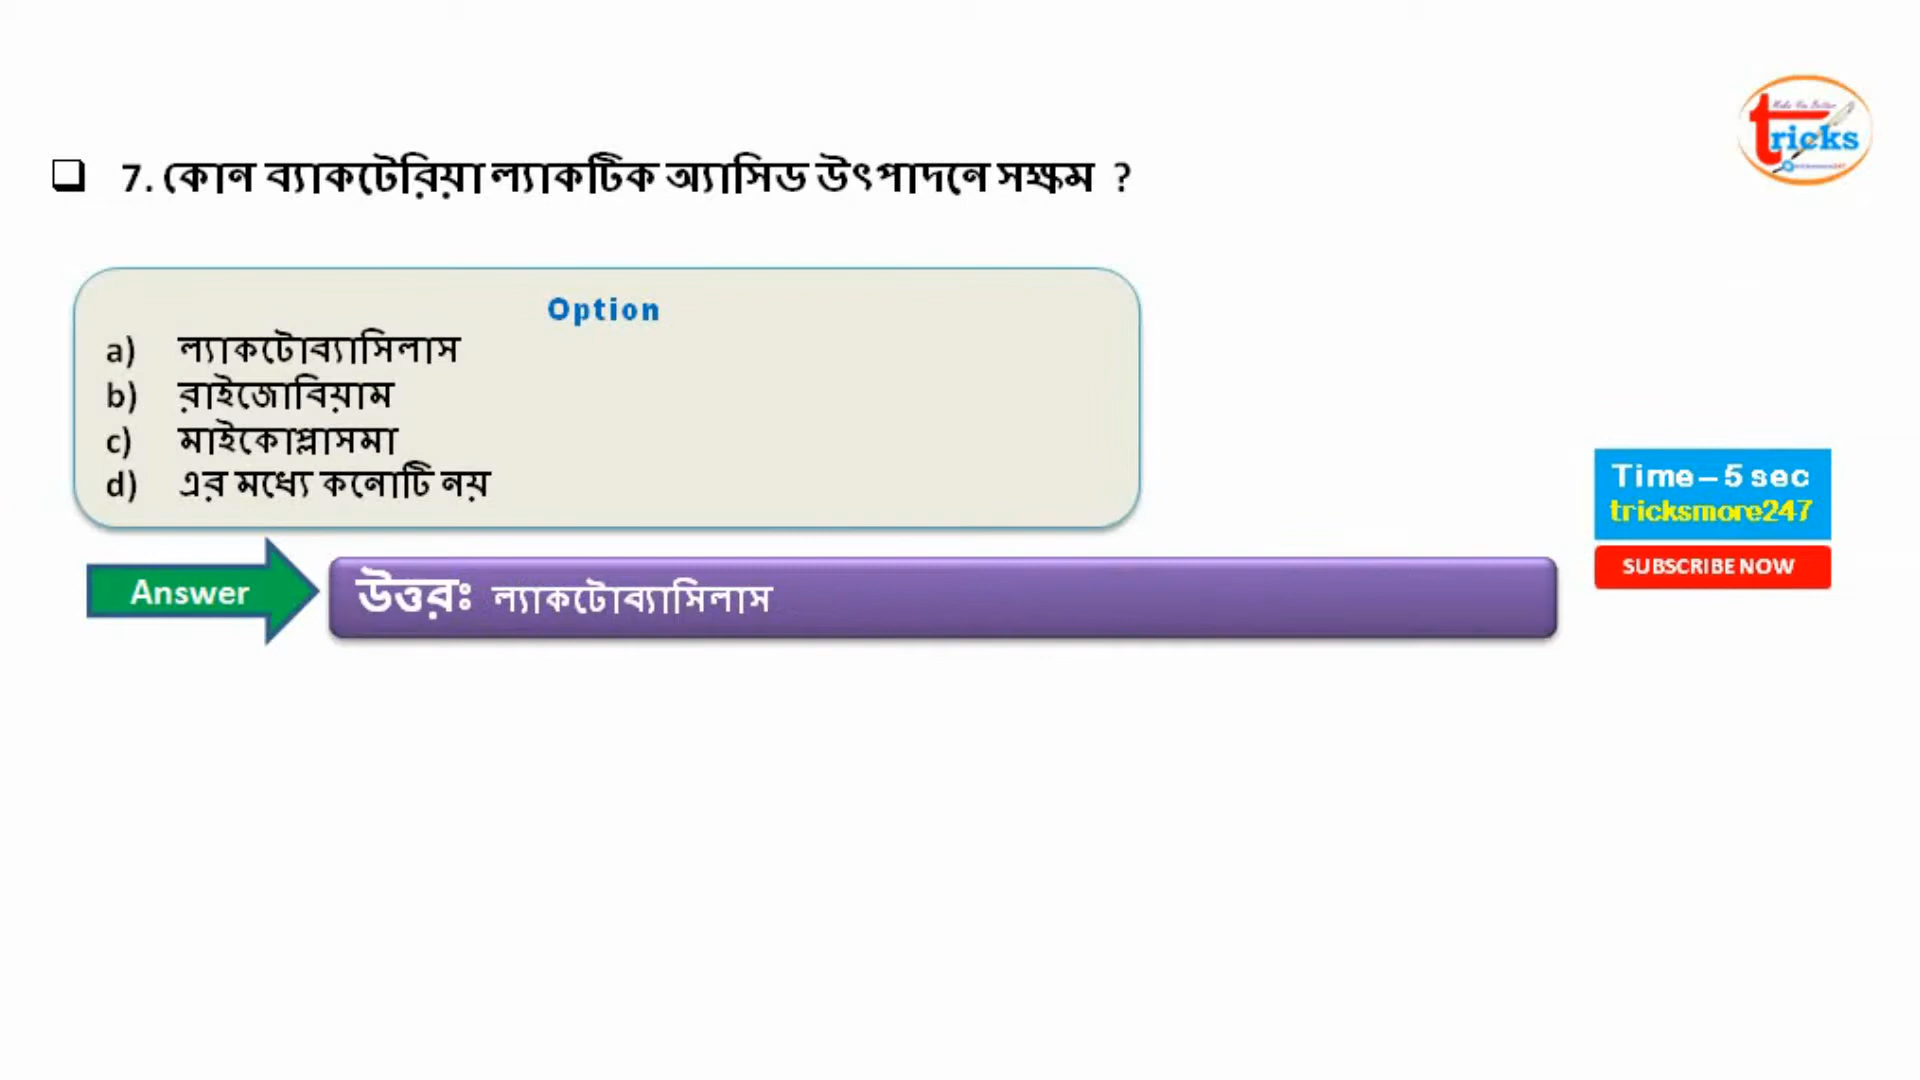 7. কোন ব্যাকটেরিয়া ল্যাকটিক অ্যাসিড উৎপাদনে সক্ষম ?
Option
a) ল্যাকটোব্যাসিলাস
b) রাইজোবিয়াম
c) মাইকোপ্লাসমা
d) এর মধ্যে কনোটি নয়
Answer
উত্তরঃ ল্যাকটোব্যাসিলাস
tricks
Time – 5 sec
tricksmore247
SUBSCRIBE NOW